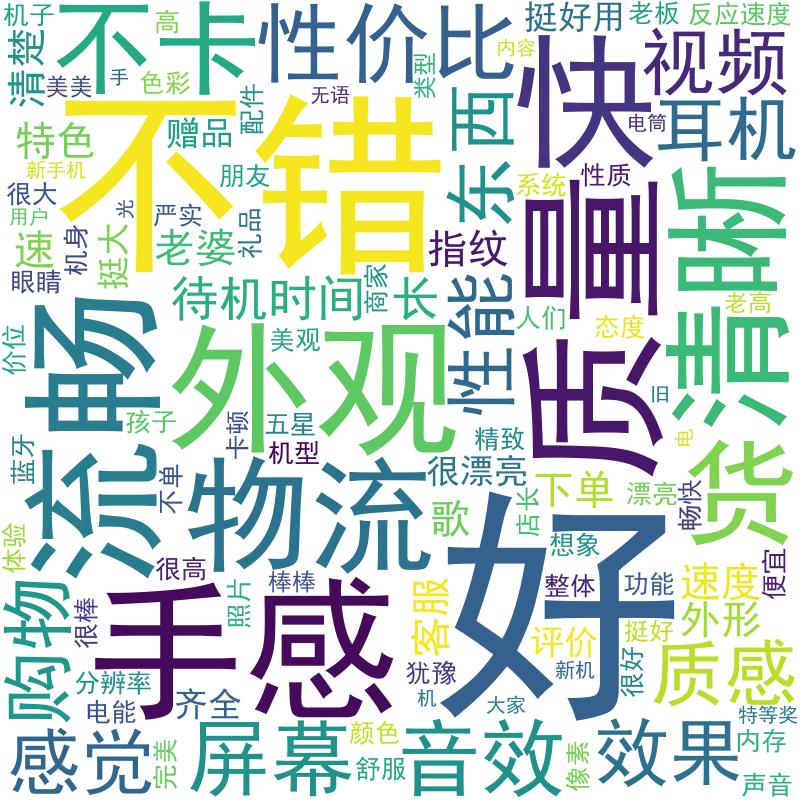 机子
不卡
高
性价比
挺好用
老板
反应速度
清楚
美美
手
色彩
内容
类型
快
视频
不错
无语
配件
赠品
西东
电筒
耳机
特色
新手机
朋友
系统
性质
很大
用户
光
严实
礼品
质量
清晰
速
机身
挺大
老婆
指纹
眼睛
待机时间
商家
长
性能
人们
老高
流畅
价位
外观
美观
态度
旧
孩子
卡顿
五星
机型
精致
电
货
蓝牙
不单
物流
很漂亮
歌
下单
店长
漂亮
畅快
体验
很高
棒棒
好
想象
购物
很棒
手感
照片
客服
整体
功能
速度
便宜
评价
挺好
外形
分辨率
犹豫
新机
很好
质感
电能
齐全
机
大家
特等奖
感觉
完美
屏幕
颜色
舒服
音效
像素
效果
内存
声音